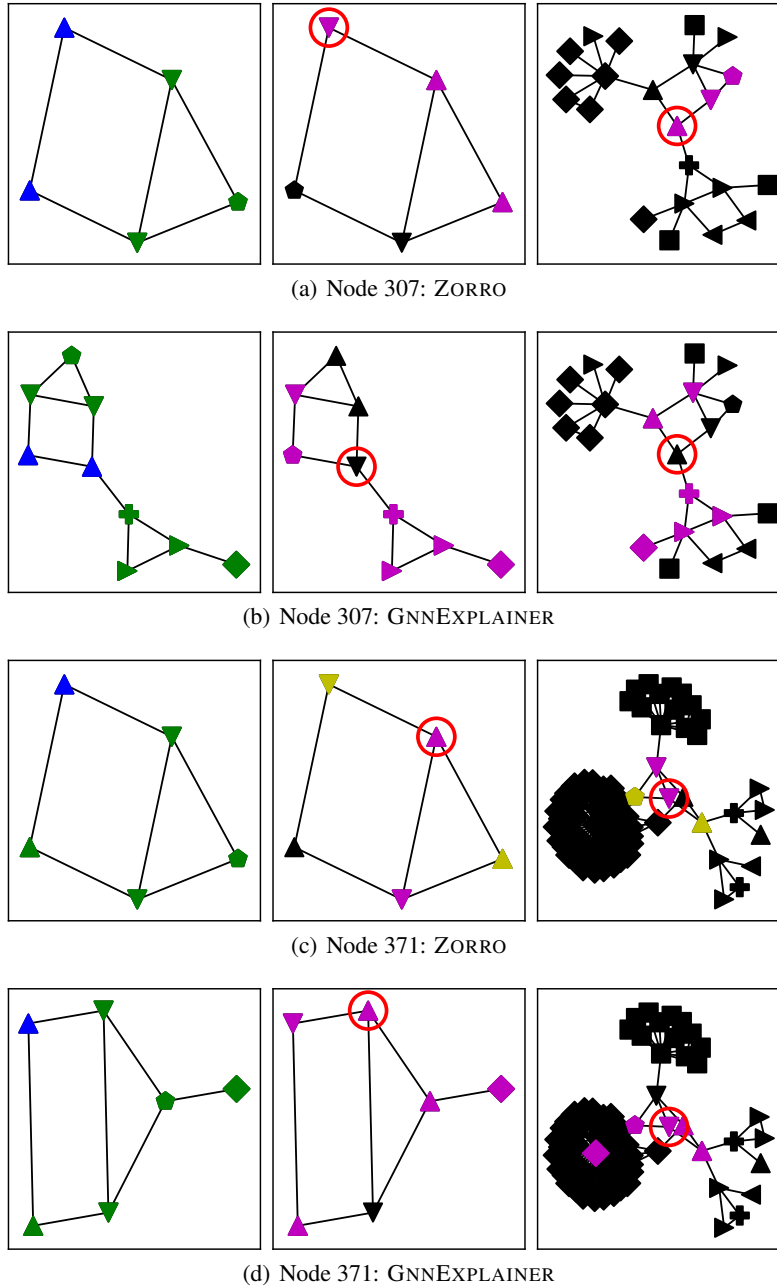 (a) Node 307: ZORRO
(b) Node 307: GNNEXPLAINER
(c) Node 371: ZORRO
(d) Node 371: GNNEXPLAINER